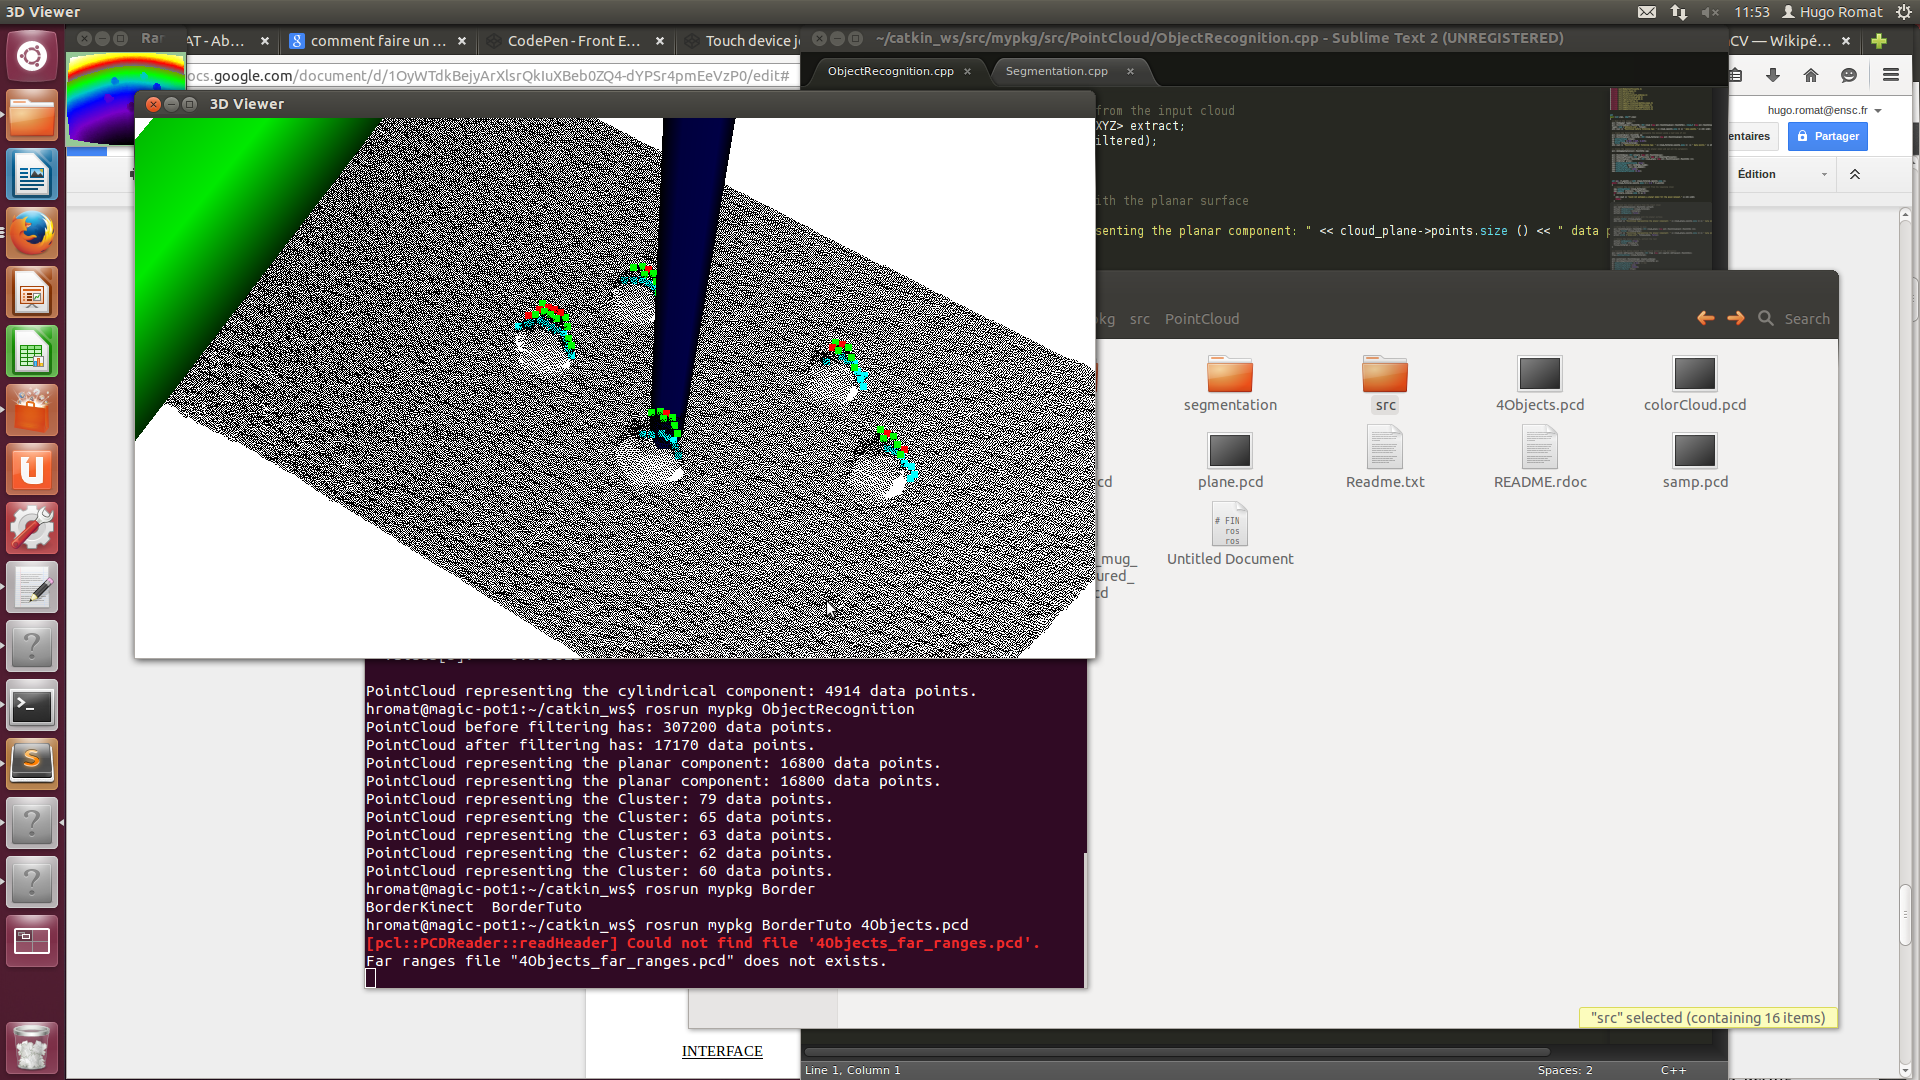 3D Viewer
11:53
Hugo Romat
Rar
AT - Ab…
comment faire un …
CodePen - Front E…
Touch device j
~/catkin_ws/src/mypkg/src/PointCloud/ObjectRecognition.cpp - Sublime Text 2 (UNREGISTERED)
CV — Wikipé…
ocs.google.com/document/d/1OyWTdkBejyArXlsrQkIuXBeb0ZQ4-dYPSr4pmEeVzP0/edit#
ObjectRecognition.cpp
Segmentation.cpp
3D Viewer
from the input cloud
XYZ> extract;
iltered);
ith the planar surface
senting the planar component: " << cloud_plane->points.size () << " data p
hugo.romat@ensc.fr
entaires
Partager
Édition
kg
src
PointCloud
Search
segmentation
src
4Objects.pcd
colorCloud.pcd
cd
plane.pcd
Readme.txt
README.rdoc
samp.pcd
# FIN
ros
ros
_mug_
ured_
cd
Untitled Document
PointCloud representing the cylindrical component: 4914 data points.
hromat@magic-pot1:~/catkin_ws$ rosrun mypkg ObjectRecognition
PointCloud before filtering has: 307200 data points.
PointCloud after filtering has: 17170 data points.
PointCloud representing the planar component: 16800 data points.
PointCloud representing the planar component: 16800 data points.
PointCloud representing the Cluster: 79 data points.
PointCloud representing the Cluster: 65 data points.
PointCloud representing the Cluster: 63 data points.
PointCloud representing the Cluster: 62 data points.
PointCloud representing the Cluster: 60 data points.
hromat@magic-pot1:~/catkin_ws$ rosrun mypkg Border
BorderKinect  BorderTuto
hromat@magic-pot1:~/catkin_ws$ rosrun mypkg BorderTuto 4Objects.pcd
[pcl::PCDReader::readHeader] Could not find file '4Objects_far_ranges.pcd'.
Far ranges file "4Objects_far_ranges.pcd" does not exists.
"src" selected (containing 16 items)
INTERFACE
Line 1, Column 1
Spaces: 2
C++